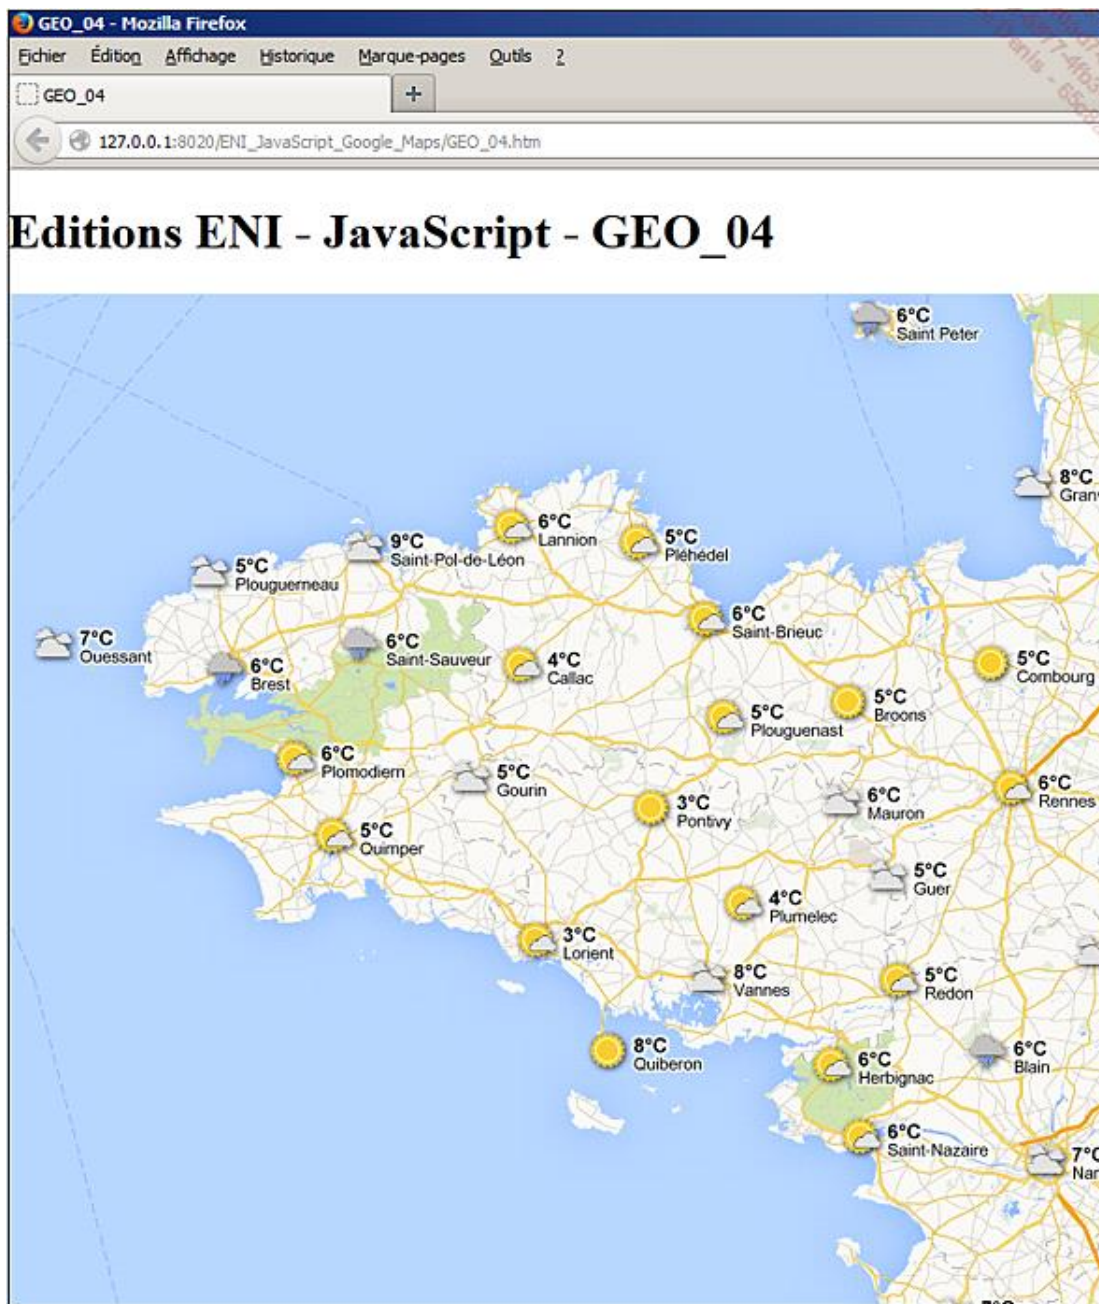 GEO_04 - Mozilla Firefox
Fichier Édition Affichage Historique Marque-pages Outils ?
GEO_04 +
127.0.0.1:8020/ENI_JavaScript_Google_Maps/GEO_04.htm
Editions ENI - JavaScript - GEO_04
6°C
Saint Peter
8°C
Granv
6°C
Lannion
5°C
Pléhédel
9°C
Saint-Pol-de-Léon
5°C
Plouguerneau
6°C
Saint-Brieuc
7°C
Ouessant
6°C
Saint-Sauveur
6°C
Brest
4°C
Callac
5°C
Combourg
5°C
Broons
5°C
Plouguenast
6°C
Plomodiern
5°C
Gourin
6°C
Rennes
3°C
Pontivy
6°C
Mauron
5°C
Quimper
5°C
Guer
4°C
Plumelec
3°C
Lorient
8°C
Vannes
5°C
Redon
8°C
Quiberon
6°C
Blain
6°C
Herbignac
6°C
Saint-Nazaire
7°C
Nan
7°C